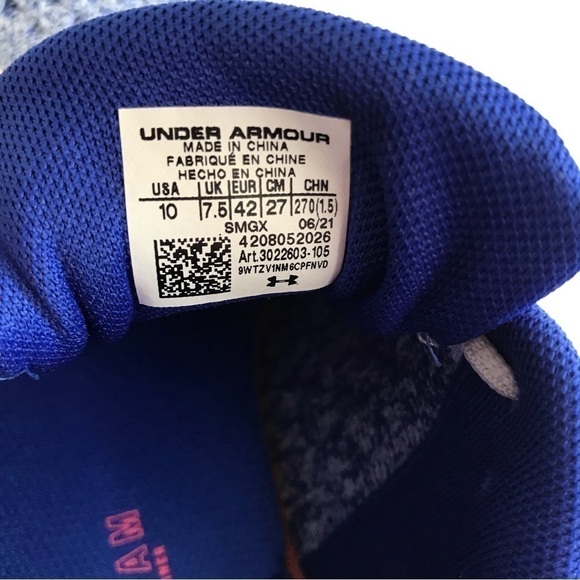 UNDER ARMOUR
MADE IN CHINA
FABRIQUÉ EN CHINE
HECHO EN CHINA
USA UK EUR CM CHN
10 7.5 42 27 270(1.5)
SMGX 06/21
4208052026
Art.3022603-105
9WTZV1NM6CPFNVD
AM